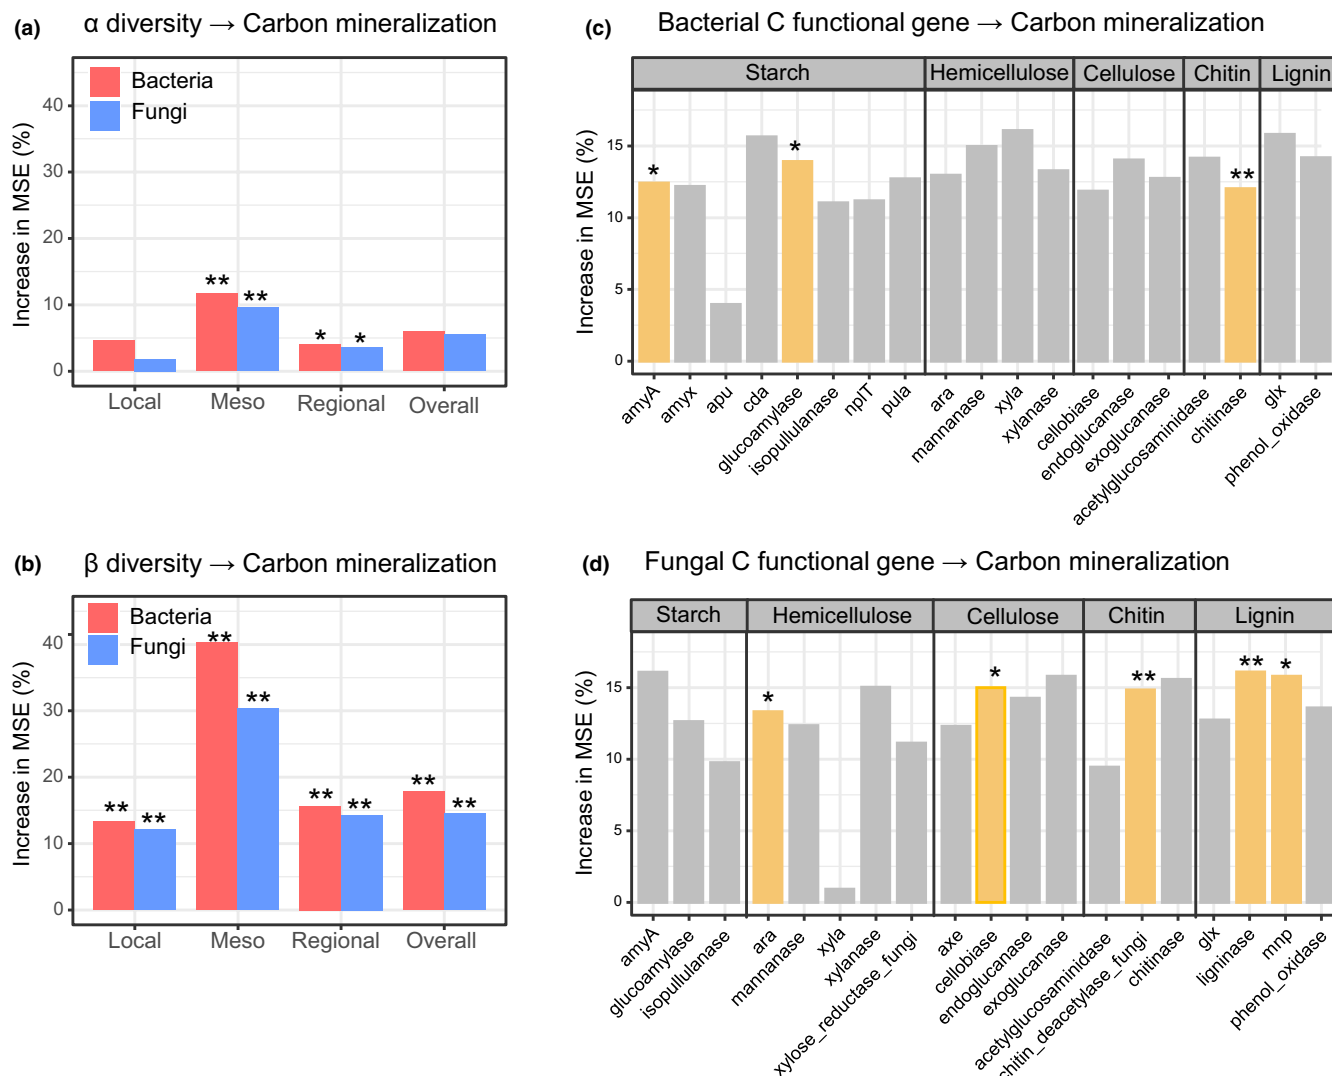 (a) α diversity → Carbon mineralization
Bacteria
Fungi
Increase in MSE (%)
40
30
20
10
0
** ** * *
Local Meso Regional Overall
(b) β diversity → Carbon mineralization
Bacteria
Fungi
Increase in MSE (%)
40
30
20
10
0
** ** ** ** ** ** ** **
Local Meso Regional Overall
(c) Bacterial C functional gene → Carbon mineralization
Starch Hemicellulose Cellulose Chitin Lignin
Increase in MSE (%)
15
10
5
0
* * **
amyA
amyx
apu
cda
glucoamylase
isopullulanase
nplT
pula
ara
mannanase
xyla
xylanase
cellobiase
endoglucanase
exoglucanase
acetylglucosaminidase
chitinase
glx
phenol_oxidase
(d) Fungal C functional gene → Carbon mineralization
Starch Hemicellulose Cellulose Chitin Lignin
Increase in MSE (%)
15
10
5
0
* * ** ** *
amyA
glucoamylase
isopullulanase
ara
mannanase
xyla
xylanase
xylose_reductase_fungi
axe
cellobiase
endoglucanase
exoglucanase
acetylglucosaminidase
chitin_deacetylase_fungi
chitinase
glx
ligninase
mnp
phenol_oxidase